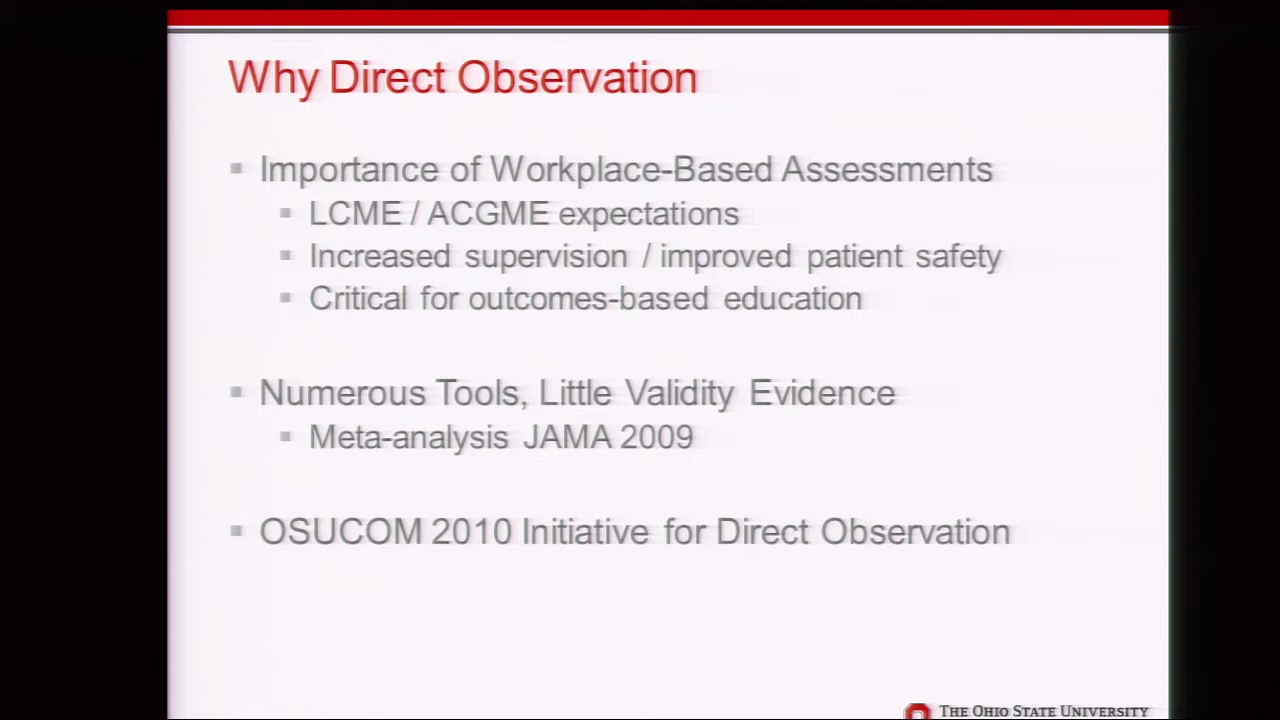 Why Direct Observation
Importance of Workplace-Based Assessments
LCME / ACGME expectations
Increased supervision / improved patient safety
Critical for outcomes-based education
Numerous Tools, Little Validity Evidence
Meta-analysis JAMA 2009
OSUCOM 2010 Initiative for Direct Observation
THE OHIO STATE UNIVERSITY